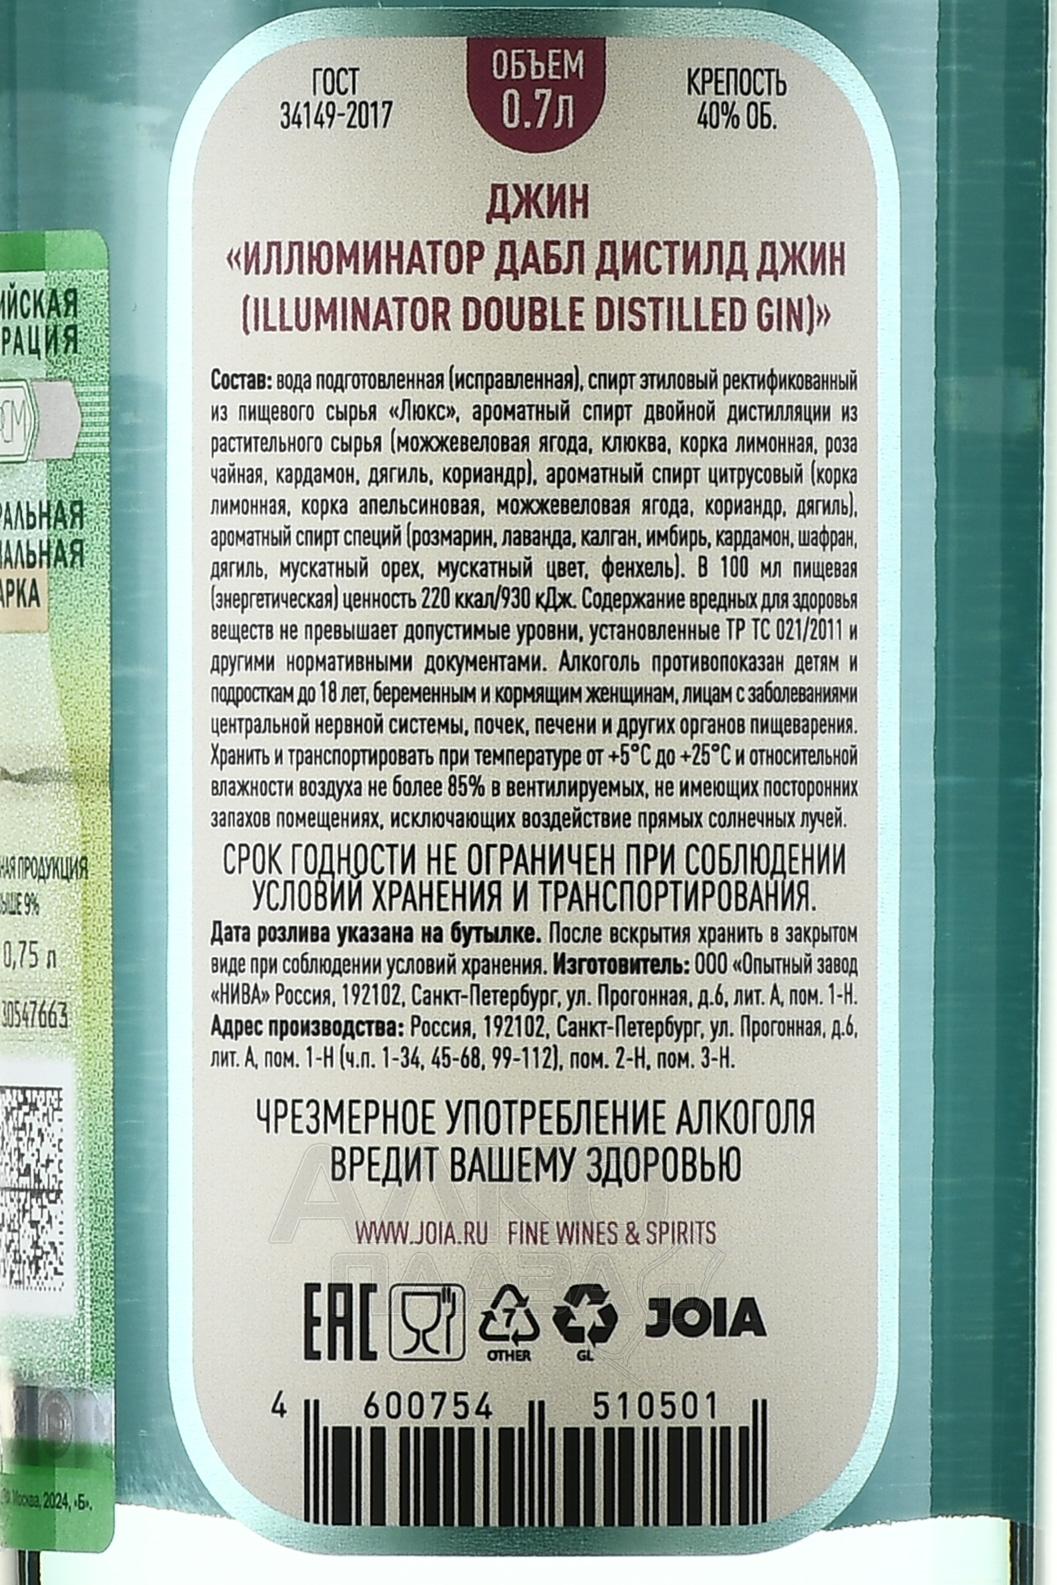 ГОСТ
34149-2017
ОБЪЕМ
0.7л
КРЕПОСТЬ
40% ОБ.
ДЖИН
«ИЛЛЮМИНАТОР ДАБЛ ДИСТИЛД ДЖИН
(ILLUMINATOR DOUBLE DISTILLED GIN)»
Состав: вода подготовленная (исправленная), спирт этиловый ректификованный
из пищевого сырья «Люкс», ароматный спирт двойной дистилляции из
растительного сырья (можжевеловая ягода, клюква, корка лимонная, роза
чайная, кардамон, дягиль, кориандр), ароматный спирт цитрусовый (корка
лимонная, корка апельсиновая, можжевеловая ягода, кориандр, дягиль),
ароматный спирт специй (розмарин, лаванда, калган, имбирь, кардамон, шафран,
дягиль, мускатный орех, мускатный цвет, фенхель). В 100 мл пищевая
(энергетическая) ценность 220 ккал/930 кДж. Содержание вредных для здоровья
веществ не превышает допустимые уровни, установленные ТР ТС 021/2011 и
другими нормативными документами. Алкоголь противопоказан детям и
подросткам до 18 лет, беременным и кормящим женщинам, лицам с заболеваниями
центральной нервной системы, почек, печени и других органов пищеварения.
Хранить и транспортировать при температуре от +5°С до +25°С и относительной
влажности воздуха не более 85% в вентилируемых, не имеющих посторонних
запахов помещениях, исключающих воздействие прямых солнечных лучей.
СРОК ГОДНОСТИ НЕ ОГРАНИЧЕН ПРИ СОБЛЮДЕНИИ
УСЛОВИЙ ХРАНЕНИЯ И ТРАНСПОРТИРОВАНИЯ.
Дата розлива указана на бутылке. После вскрытия хранить в закрытом
виде при соблюдении условий хранения. Изготовитель: ООО «Опытный завод
«НИВА» Россия, 192102, Санкт-Петербург, ул. Прогонная, д.6, лит. А, пом. 1-Н.
Адрес производства: Россия, 192102, Санкт-Петербург, ул. Прогонная, д.6,
лит. А, пом. 1-Н (ч.п. 1-34, 45-68, 99-112), пом. 2-Н, пом. 3-Н.
ЧРЕЗМЕРНОЕ УПОТРЕБЛЕНИЕ АЛКОГОЛЯ
ВРЕДИТ ВАШЕМУ ЗДОРОВЬЮ
WWW.JOIA.RU FINE WINES & SPIRITS
EAC
7
OTHER
GL
JOIA
4 600754 510501
ИЙСКАЯ
РАЦИЯ
РАЛЬНАЯ
АЛЬНАЯ
АРКА
НАЯ ПРОДУКЦИЯ
ЫШЕ 9%
0,75 л
30547663
Москва, 2024, «Б».